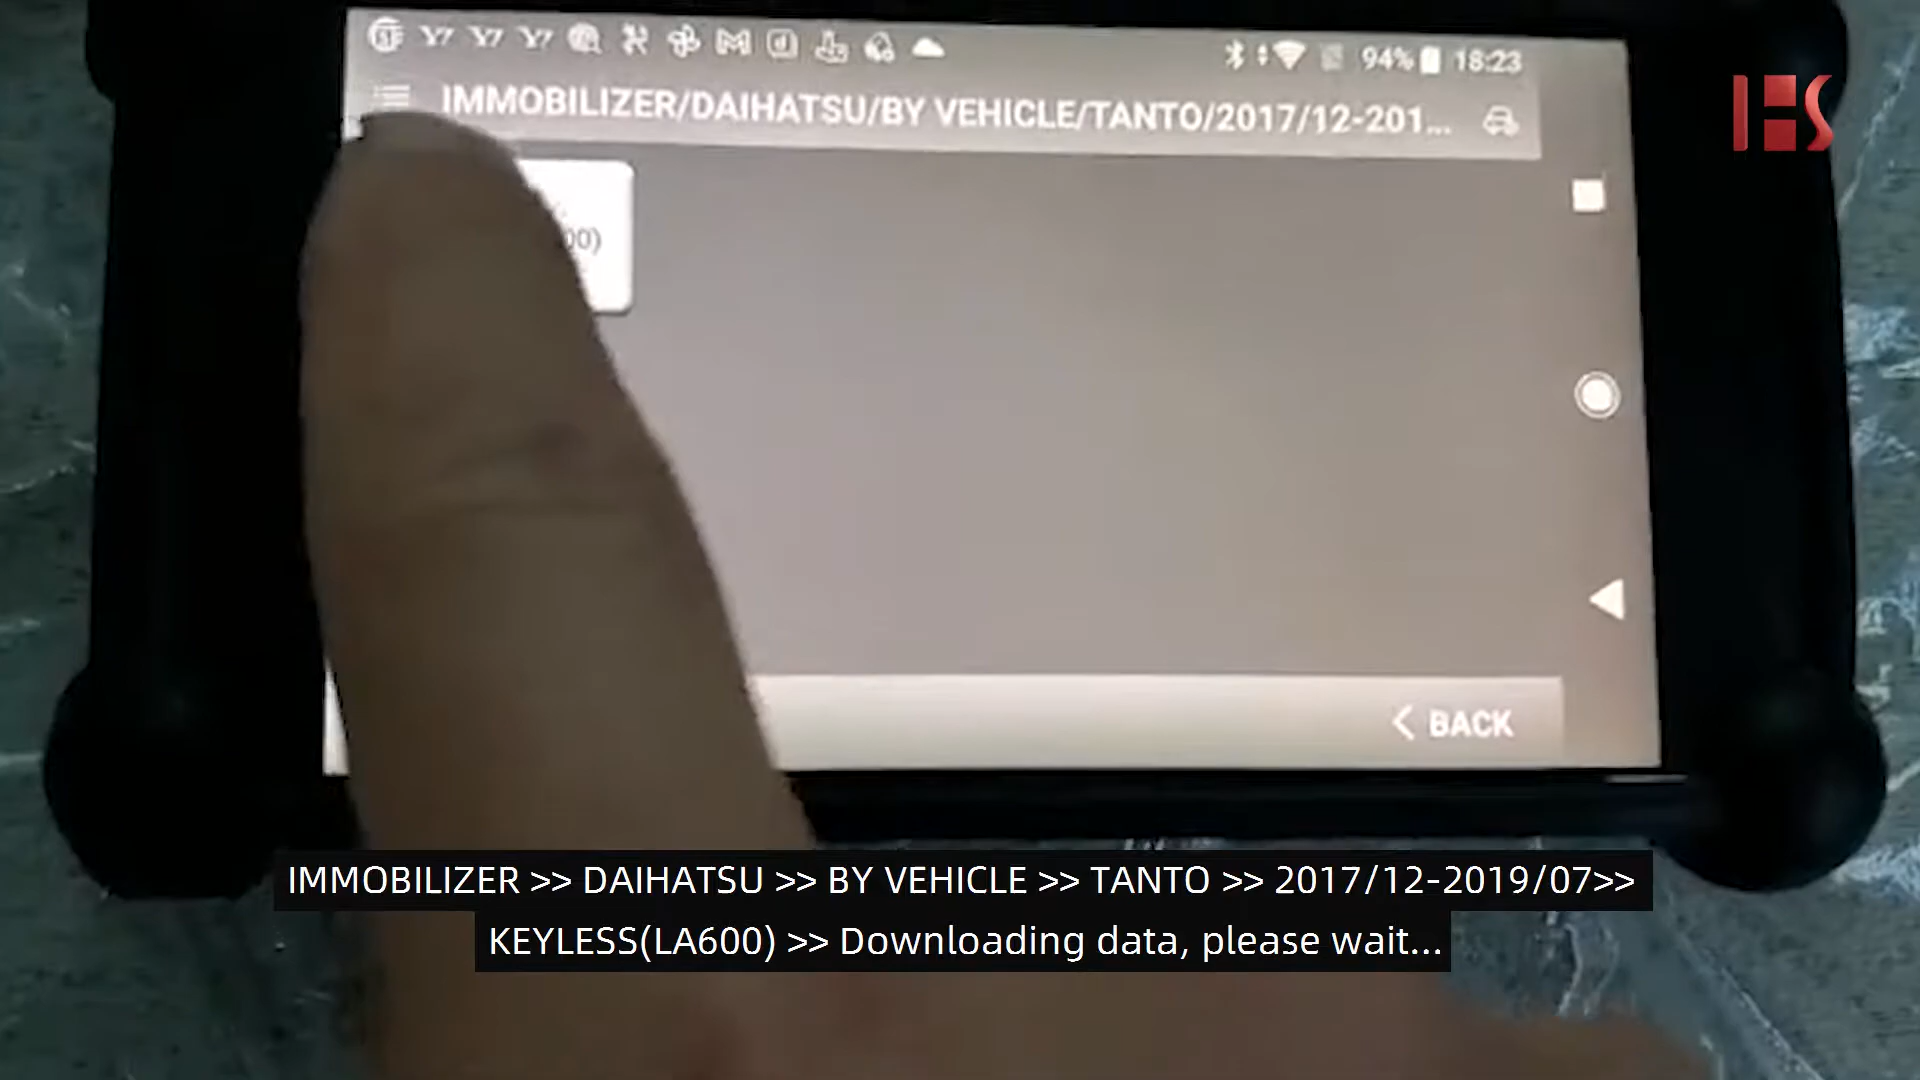 94% 18:23
IMMOBILIZER/DAIHATSU/BY VEHICLE/TANTO/2017/12-201...
00)
BACK
IMMOBILIZER >> DAIHATSU >> BY VEHICLE >> TANTO >> 2017/12-2019/07>>
KEYLESS(LA600) >> Downloading data, please wait...